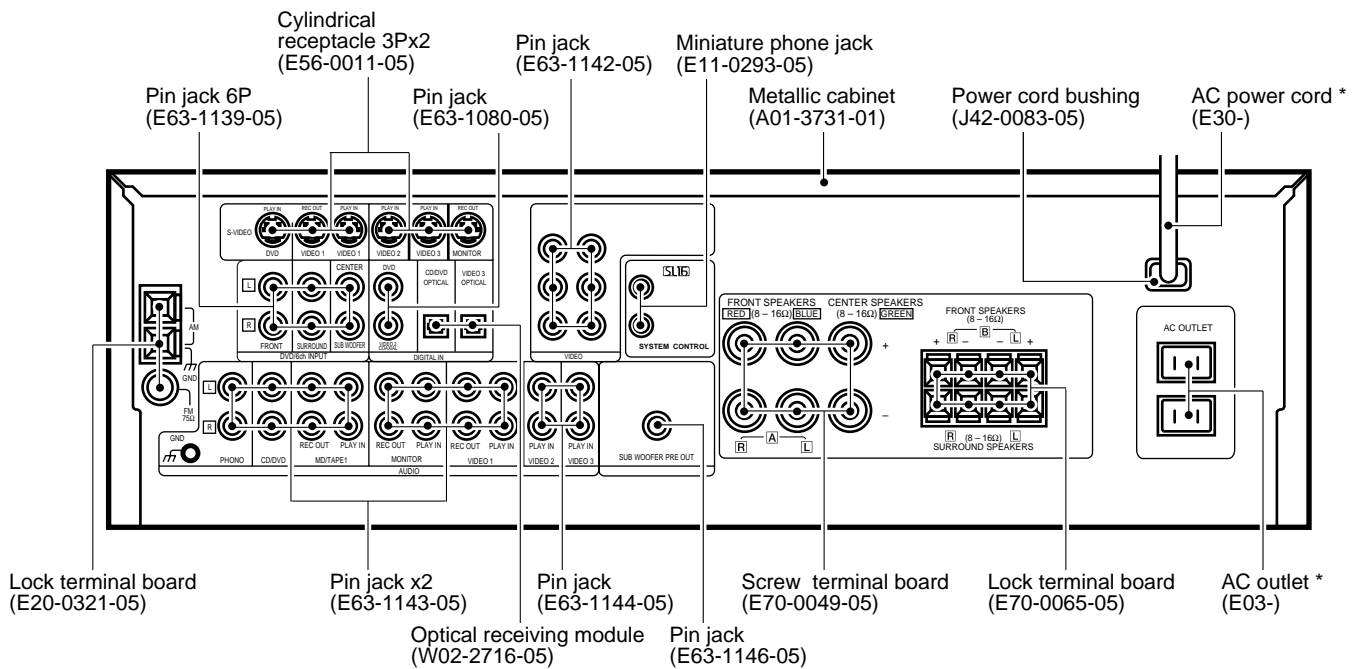 Cylindrical
receptacle 3Px2
(E56-0011-05)
Pin jack
(E63-1142-05)
Miniature phone jack
(E11-0293-05)
Pin jack 6P
(E63-1139-05)
Pin jack
(E63-1080-05)
Metallic cabinet
(A01-3731-01)
Power cord bushing
(J42-0083-05)
AC power cord *
(E30-)
PLAY IN REC OUT PLAY IN PLAY IN PLAY IN REC OUT
S-VIDEO
DVD VIDEO 1 VIDEO 1 VIDEO 2 VIDEO 3 MONITOR
CENTER
DVD
CD/DVD
OPTICAL
VIDEO 3
OPTICAL
L
R
FRONT SURROUND SUB WOOFER
VIDEO 2
COAXIAL
DVD/6ch INPUT
DIGITAL IN
VIDEO
SL16
SYSTEM CONTROL
AM
GND
FM
75Ω
GND
L
R
REC OUT PLAY IN REC OUT PLAY IN REC OUT PLAY IN PLAY IN PLAY IN
PHONO CD/DVD MD/TAPE1 MONITOR VIDEO 1 VIDEO 2 VIDEO 3
AUDIO
SUB WOOFER PRE OUT
FRONT SPEAKERS CENTER SPEAKERS
RED (8 – 16Ω) BLUE (8 – 16Ω) GREEN
+
–
R A L
FRONT SPEAKERS
(8 – 16Ω)
R B L
+ – – +
R (8 – 16Ω) L
SURROUND SPEAKERS
AC OUTLET
Lock terminal board
(E20-0321-05)
Pin jack x2
(E63-1143-05)
Pin jack
(E63-1144-05)
Screw terminal board
(E70-0049-05)
Lock terminal board
(E70-0065-05)
AC outlet *
(E03-)
Optical receiving module
(W02-2716-05)
Pin jack
(E63-1146-05)